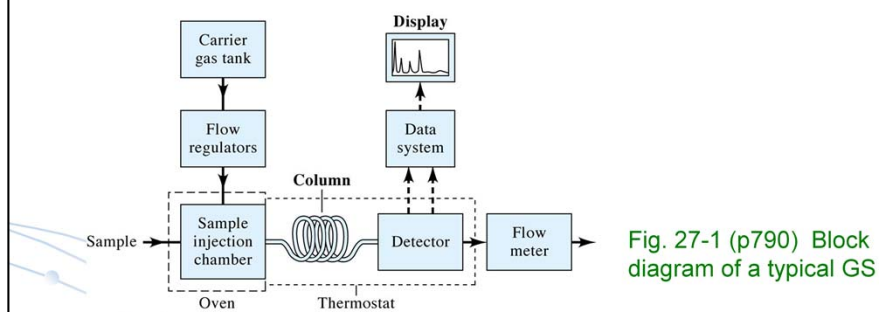 Display
Carrier
gas tank
Flow
regulators
Data
system
Column
Sample
Sample
injection
chamber
Detector
Flow
meter
Oven
Thermostat
Fig. 27-1 (p790) Block
diagram of a typical GS